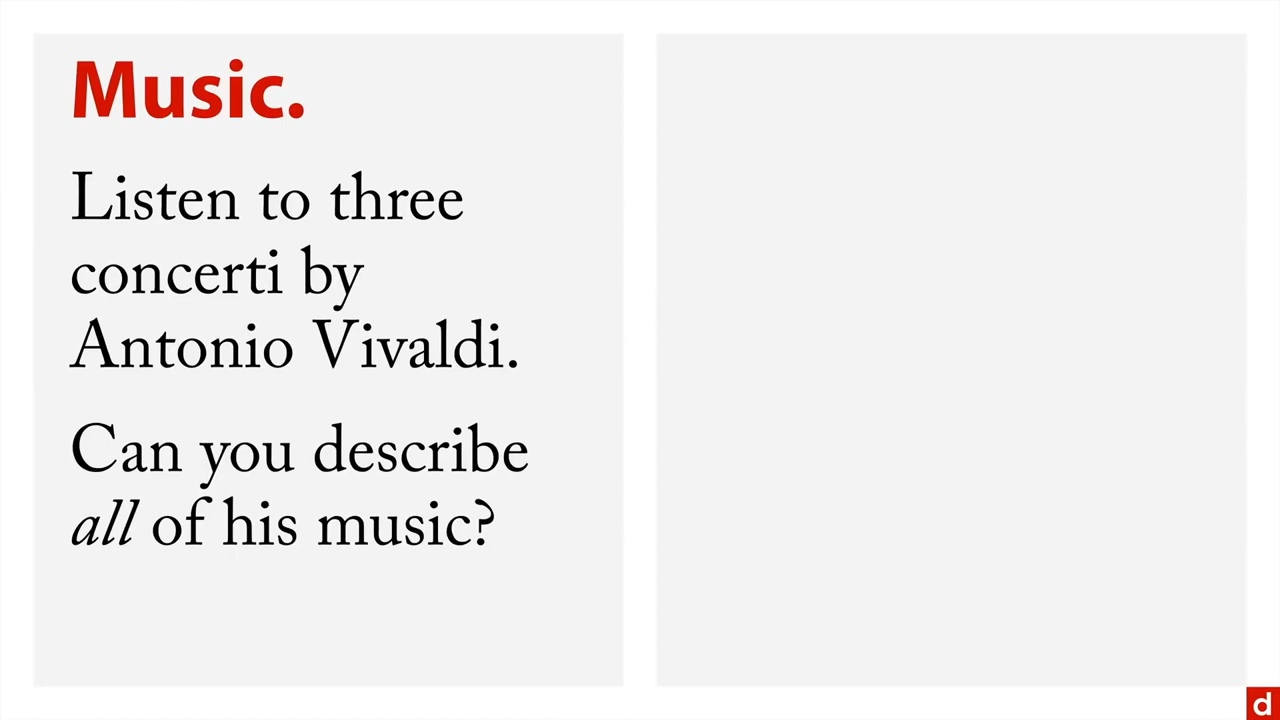 Music.
Listen to three
concerti by
Antonio Vivaldi.
Can you describe
all of his music?
d